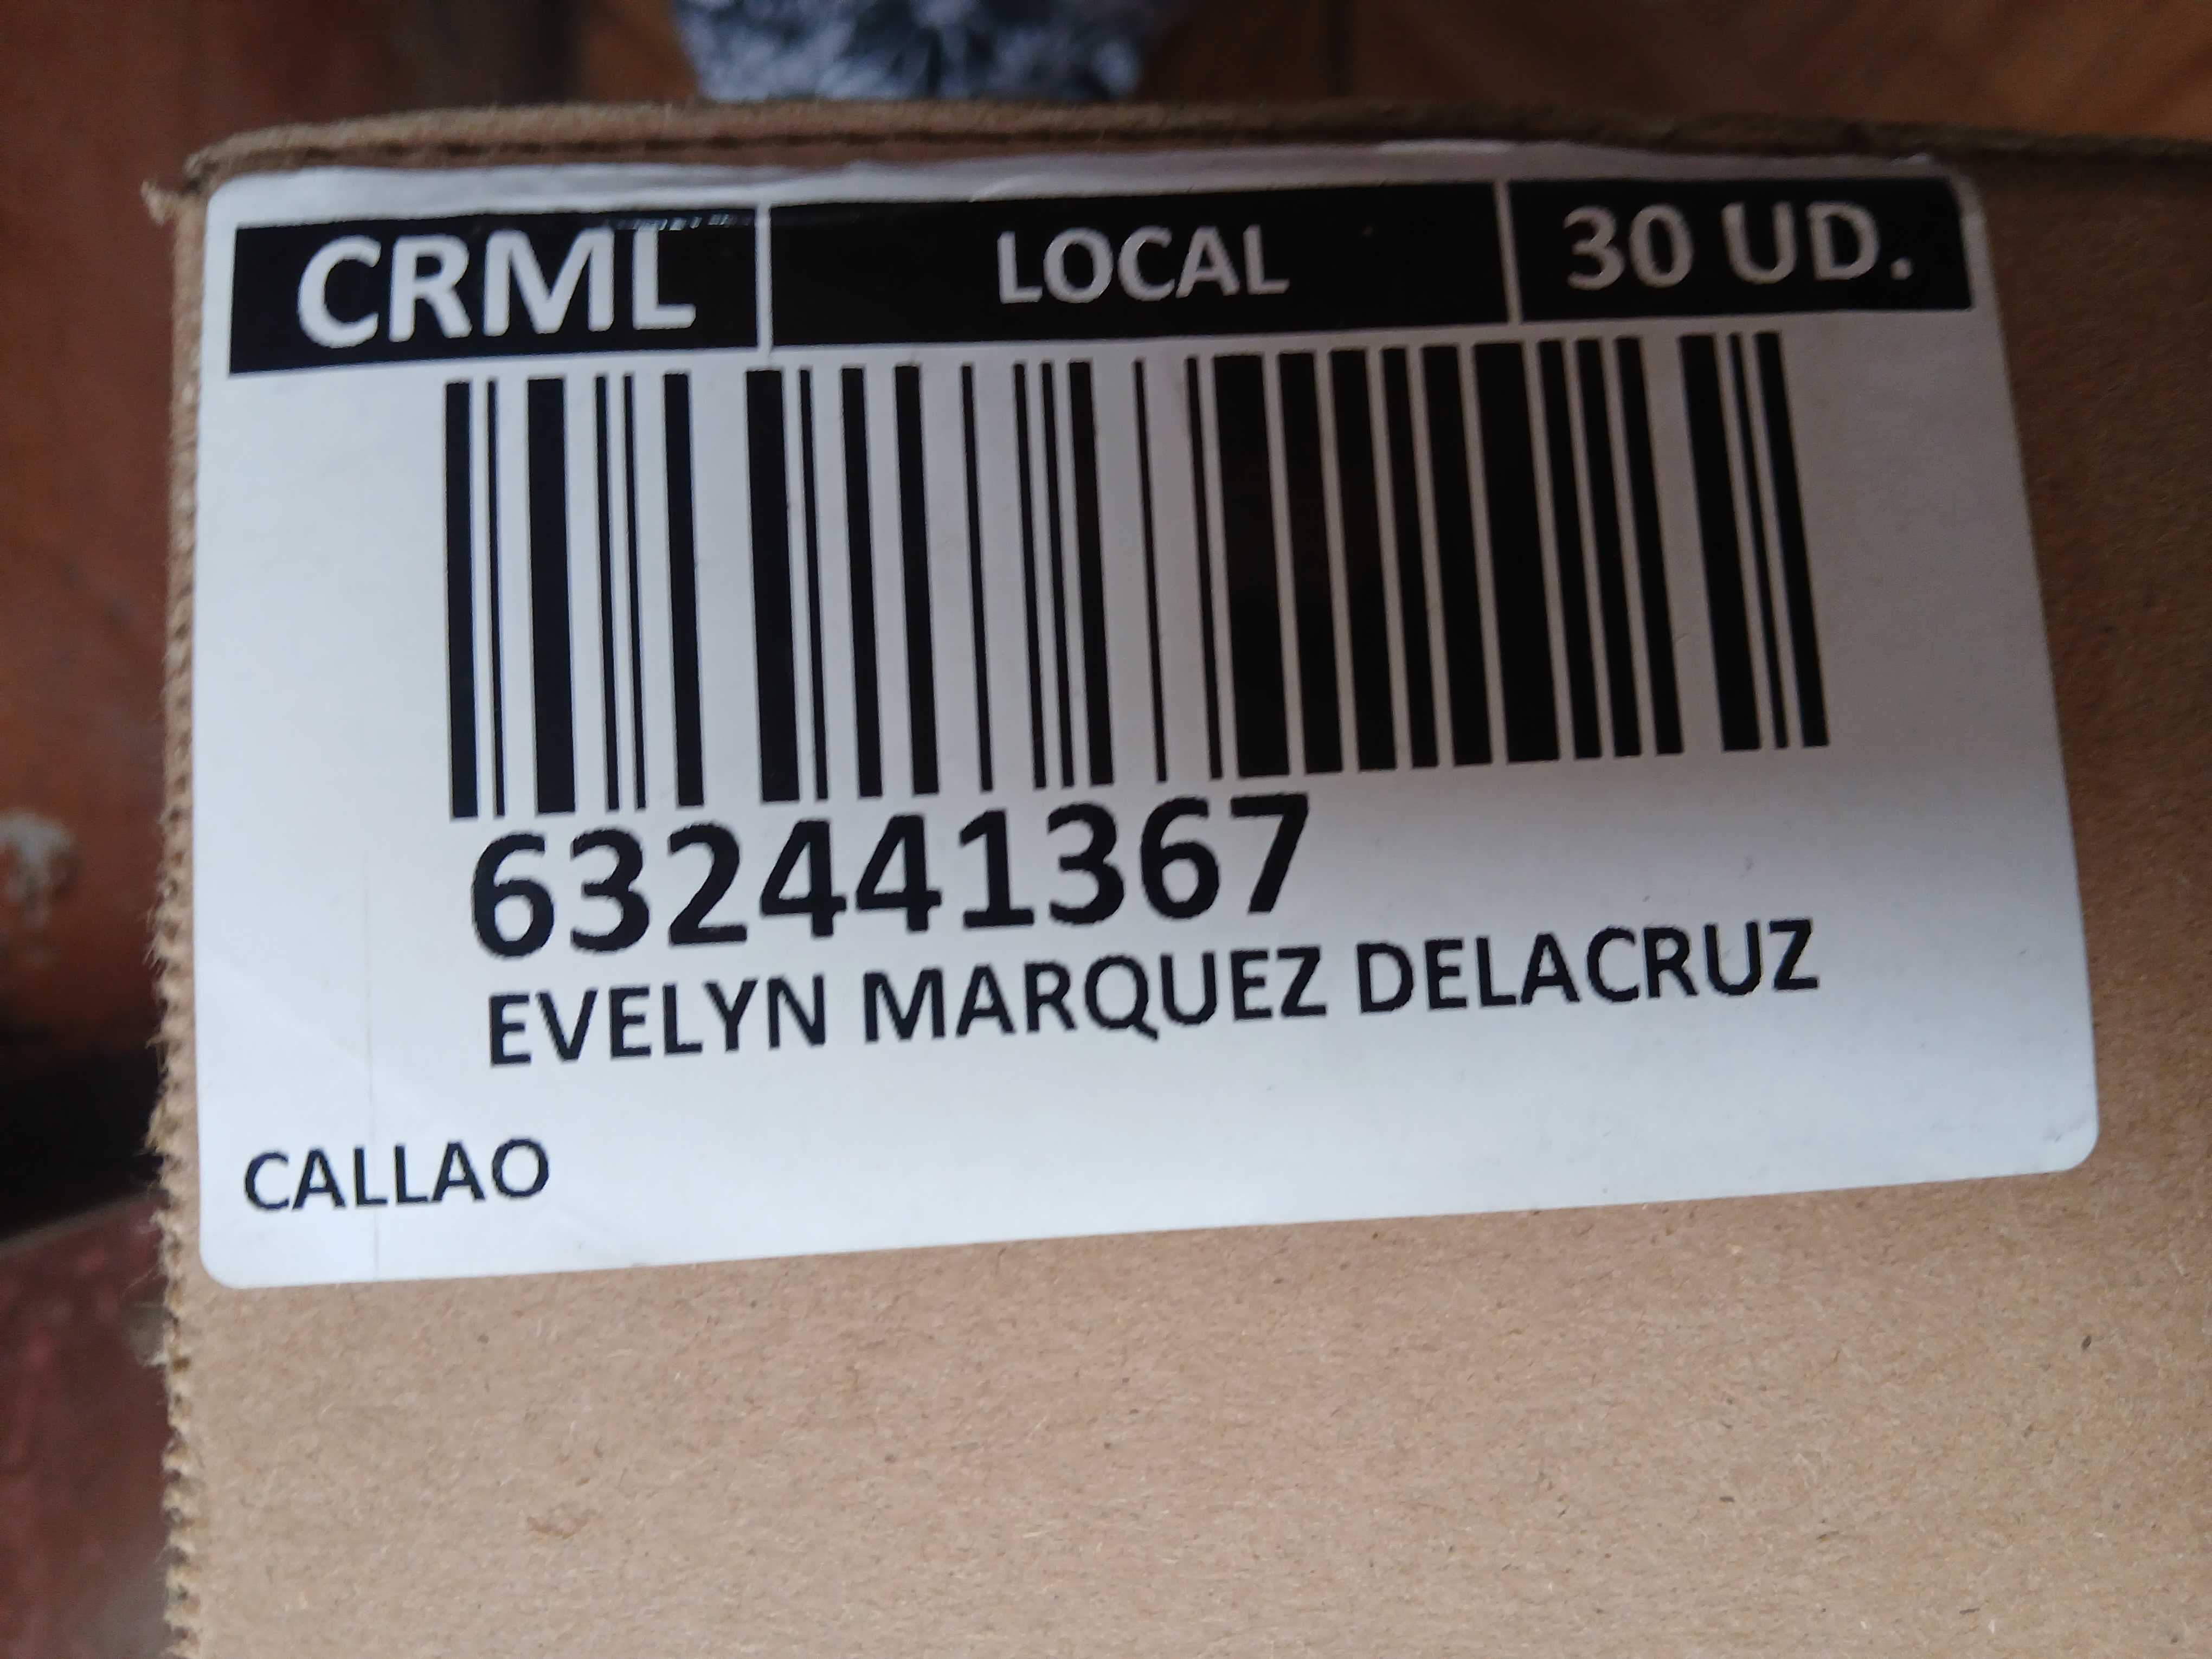 CRML LOCAL 30 UD.
632441367
EVELYN MARQUEZ DELACRUZ
CALLAO